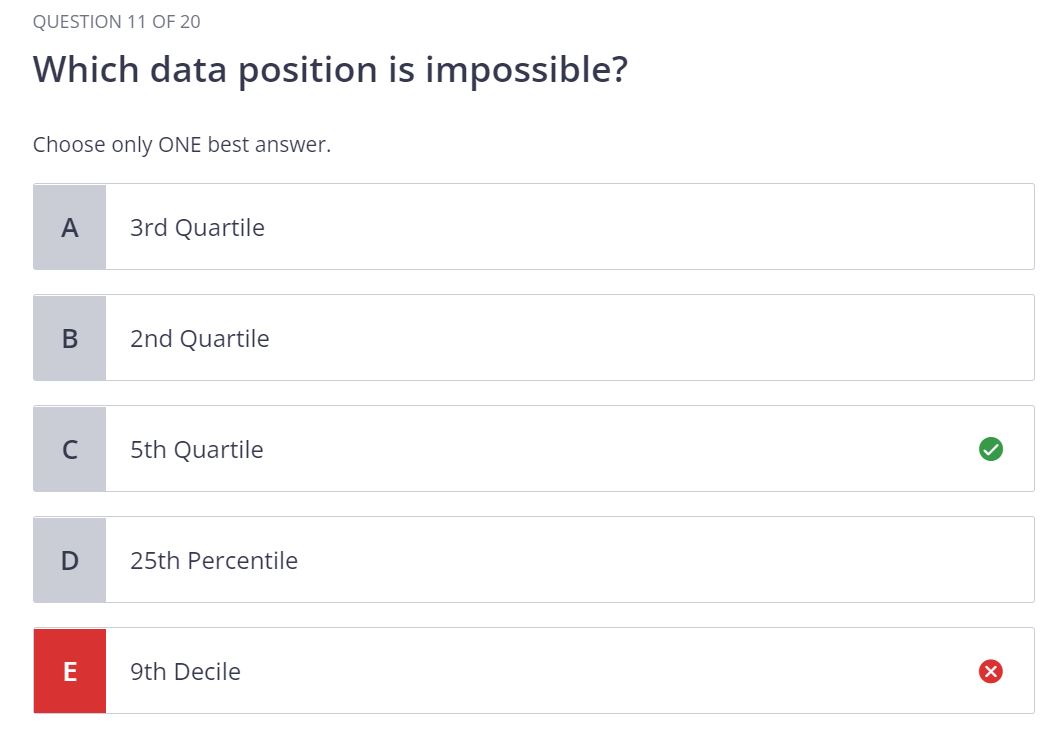 QUESTION 11 OF 20
Which data position is impossible?
Choose only ONE best answer.
A 3rd Quartile
B 2nd Quartile
C 5th Quartile
D 25th Percentile
E 9th Decile